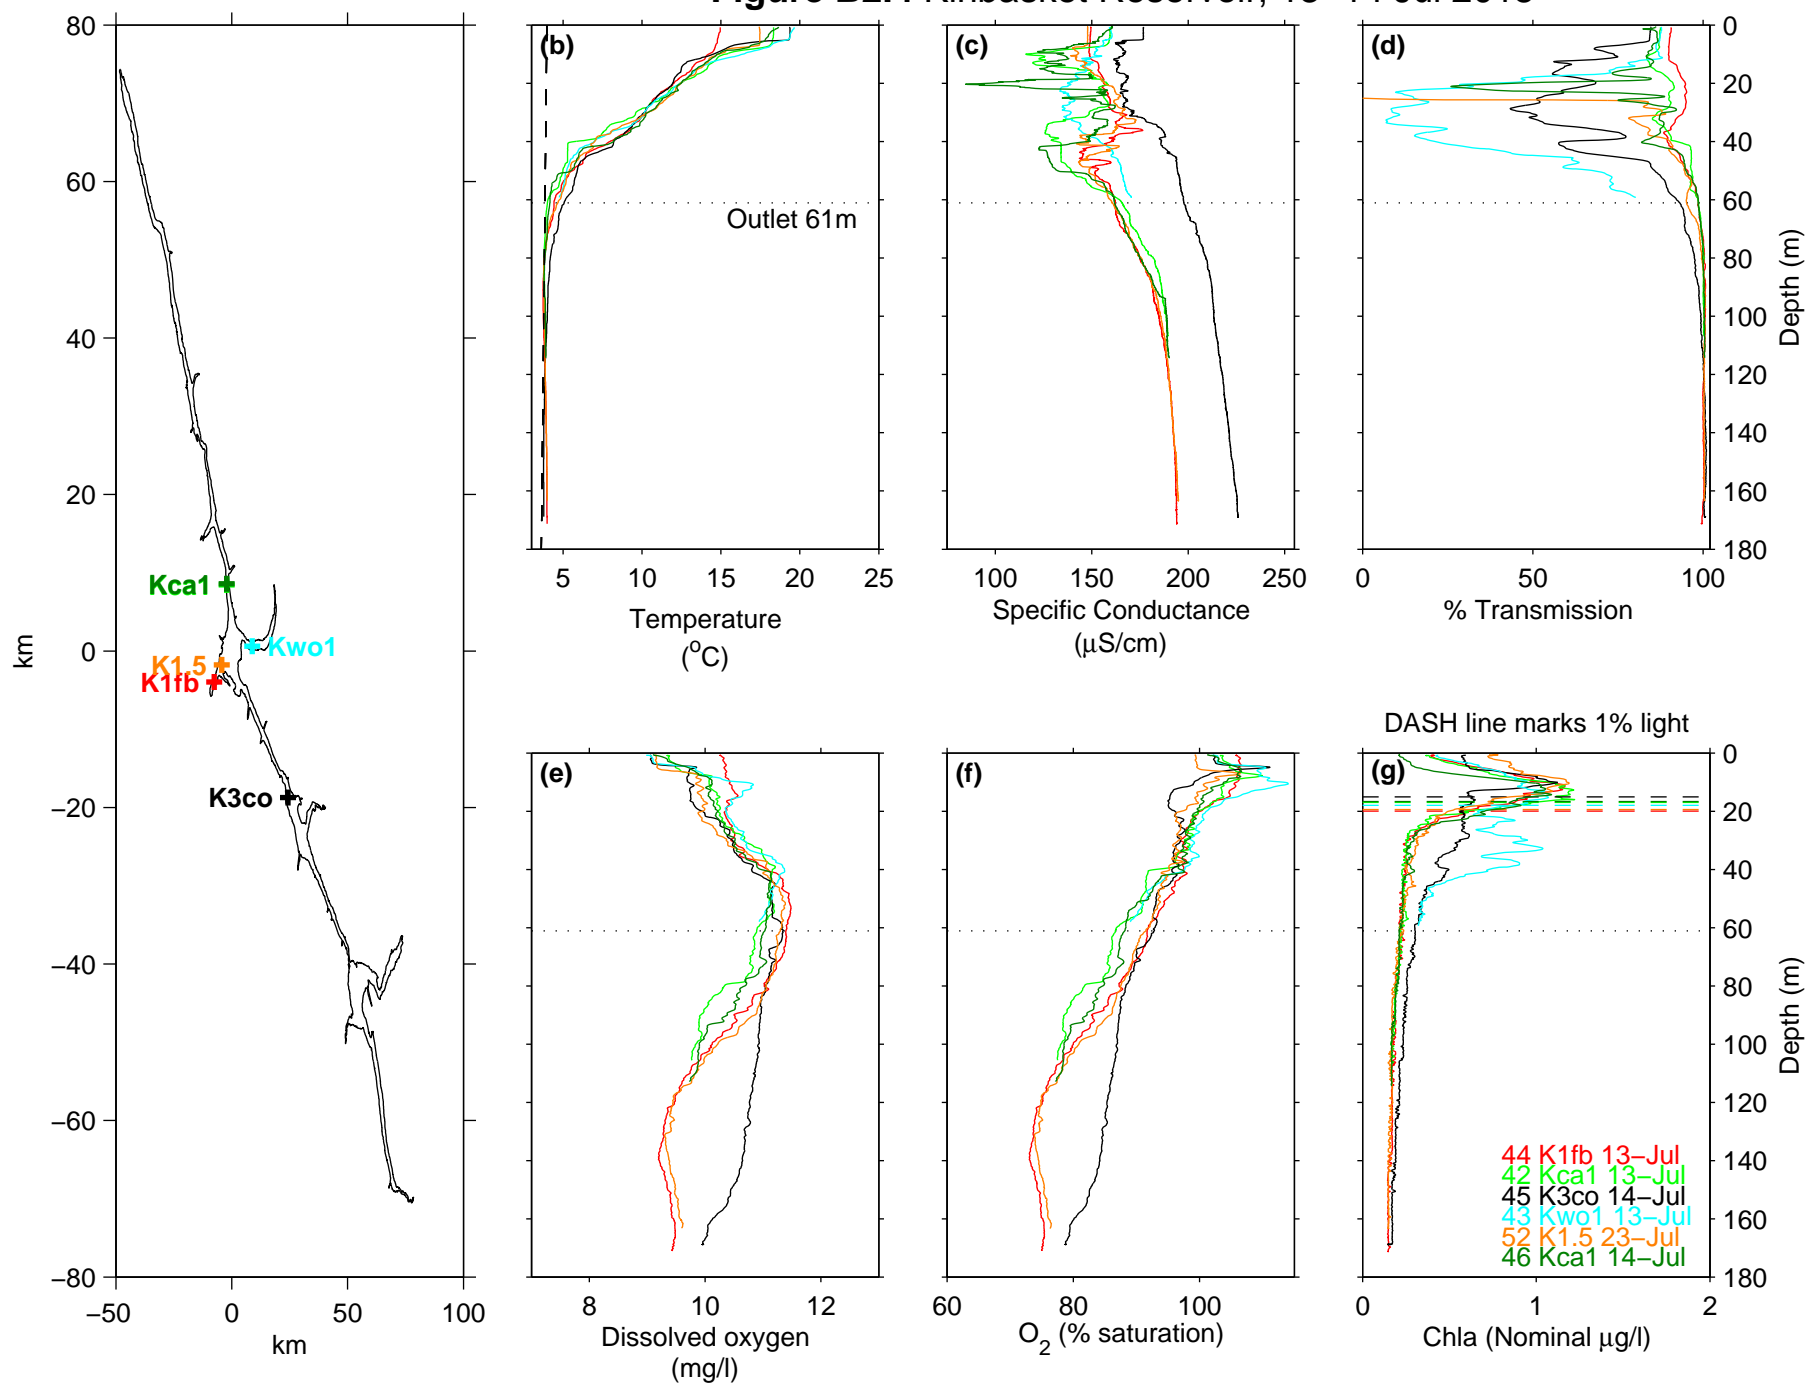 Figure Kinbasket Reservoir, Jul
80
60
40
20
0
−20
−40
−60
−80
km
−50 0 50 100
km
Kca1
Kwo1
K1.5
K1fb
K3co
(b)
Outlet 61m
5 10 15 20 25
Temperature
(oC)
(c)
100 150 200 250
Specific Conductance
(μS/cm)
(d)
0 50 100
% Transmission
0
20
40
60
80
100
120
140
160
180
Depth (m)
(e)
8 10 12
Dissolved oxygen
(mg/l)
(f)
60 80 100
O2 (% saturation)
DASH line marks 1% light
(g)
44 K1fb 13−Jul
42 Kca1 13−Jul
45 K3co 14−Jul
43 Kwo1 13−Jul
52 K1.5 23−Jul
46 Kca1 14−Jul
0 1 2
Chla (Nominal μg/l)
0
20
40
60
80
100
120
140
160
180
Depth (m)